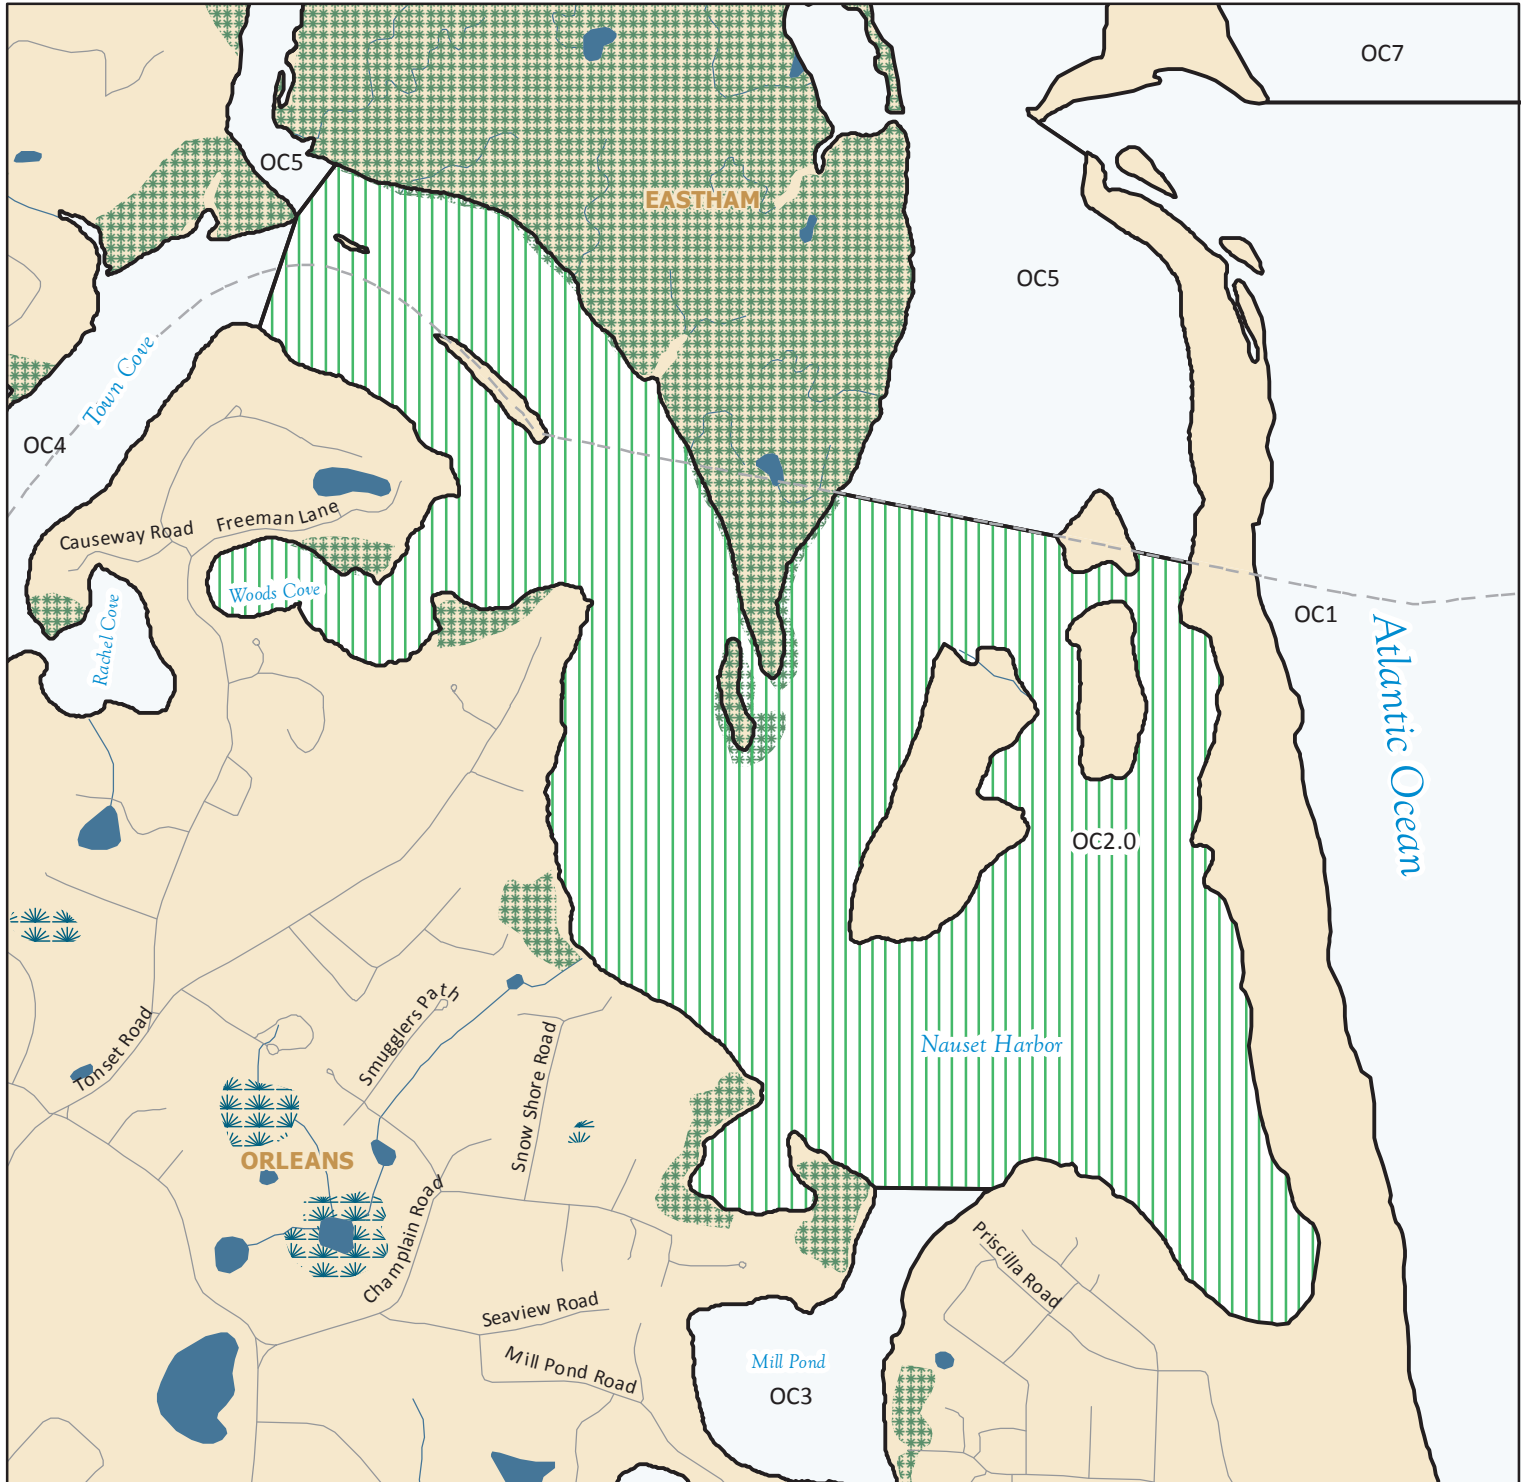 OC7
OC5
EASTHAM
OC5
Town Cove
OC4
Causeway Road
Freeman Lane
Woods Cove
Rachel Cove
OC1
Atlantic Ocean
OC2.0
Nauset Harbor
Smugglers Path
Tonset Road
Snow Shore Road
ORLEANS
Champlain Road
Priscilla Road
Seaview Road
Mill Pond Road
Mill Pond
OC3